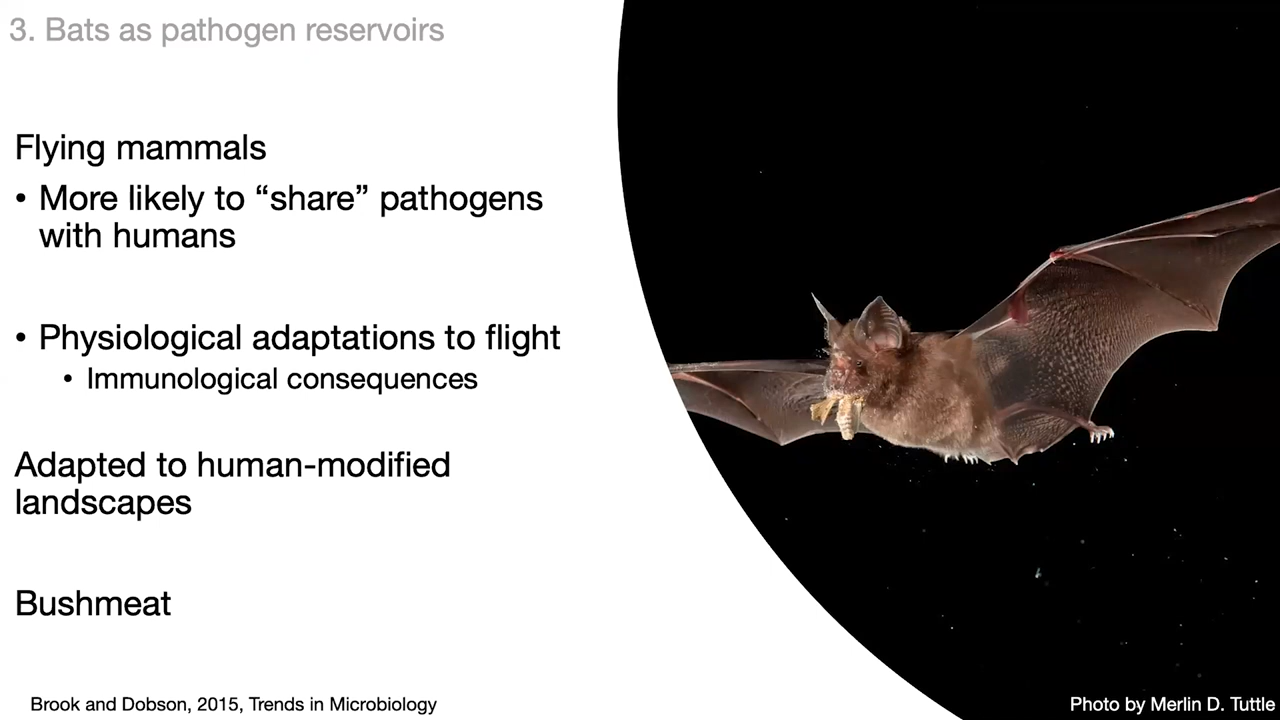 3. Bats as pathogen reservoirs
Flying mammals
• More likely to “share” pathogens
with humans
• Physiological adaptations to flight
• Immunological consequences
Adapted to human-modified
landscapes
Bushmeat
Brook and Dobson, 2015, Trends in Microbiology
Photo by Merlin D. Tuttle